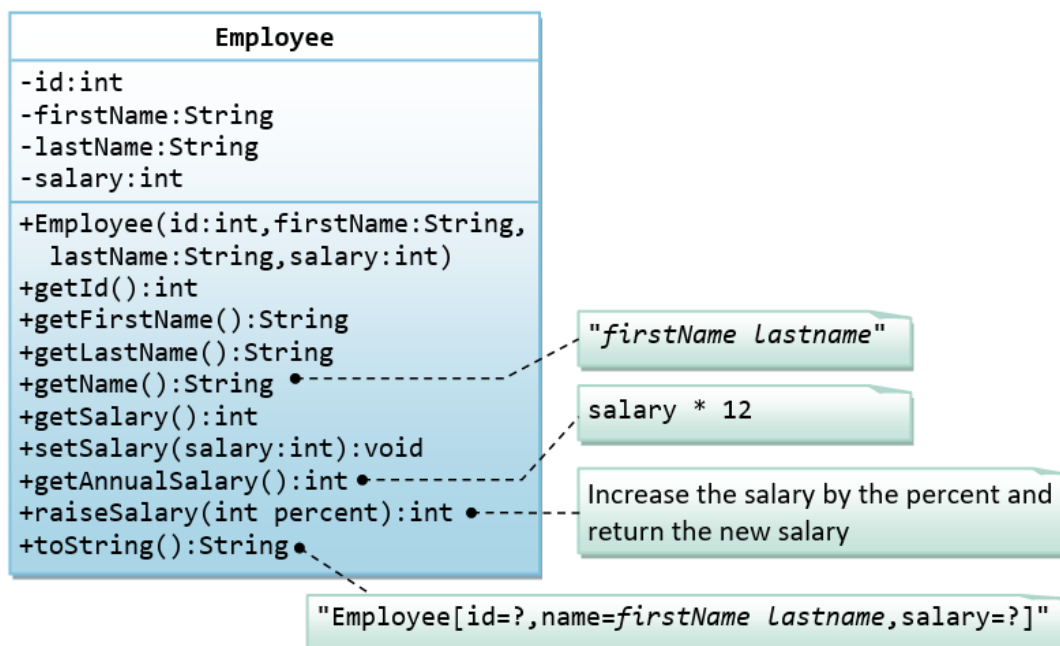 Employee
-id:int
-firstName:String
-lastName:String
-salary:int
+Employee(id:int,firstName:String,
lastName:String,salary:int)
+getId():int
+getFirstName():String
+getLastName():String
+getName():String
+getSalary():int
+setSalary(salary:int):void
+getAnnualSalary():int
+raiseSalary(int percent):int
+toString():String
"firstName lastname"
salary * 12
Increase the salary by the percent and
return the new salary
"Employee[id=?,name=firstName lastname,salary=?]"